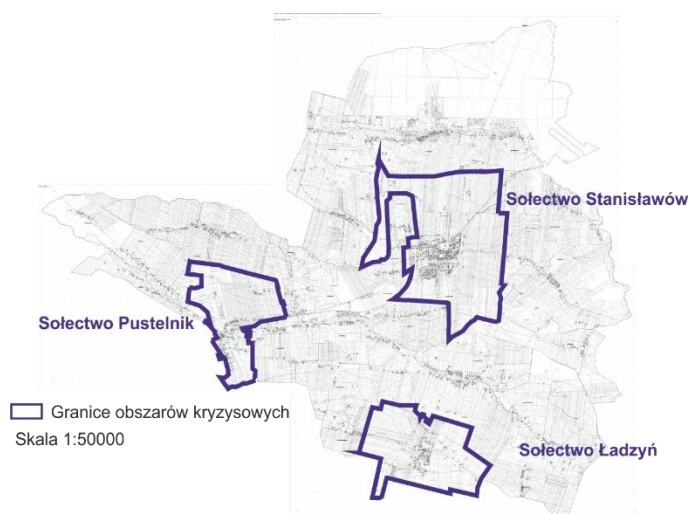 Sołectwo Stanisławów
Sołectwo Pustelnik
Granice obszarów kryzysowych
Skala 1:50000
Sołectwo Ładzyń